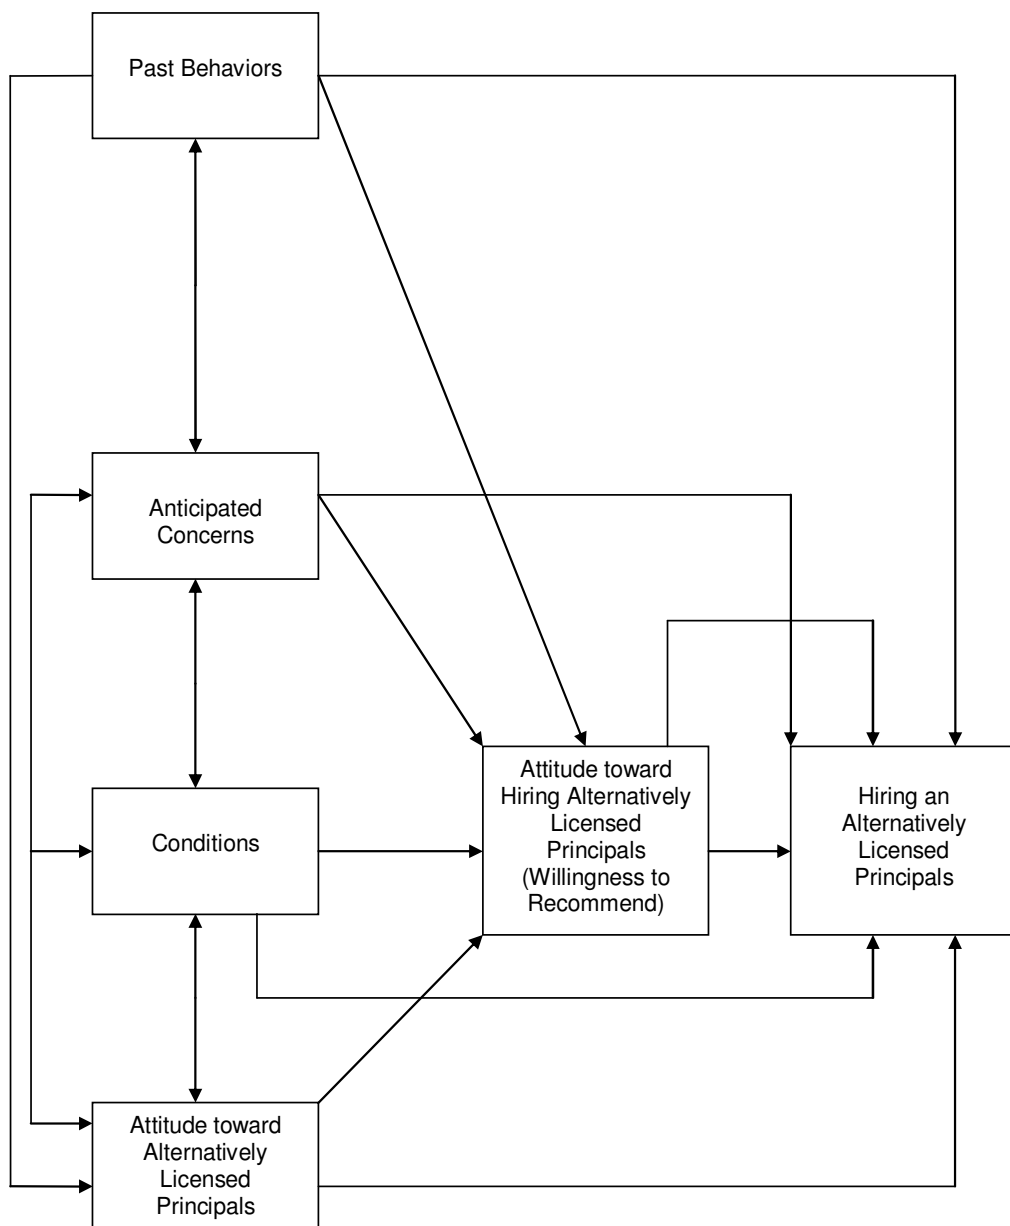 Past Behaviors
Anticipated
Concerns
Conditions
Attitude toward
Hiring Alternatively
Licensed
Principals
(Willingness to
Recommend)
Hiring an
Alternatively
Licensed
Principals
Attitude toward
Alternatively
Licensed
Principals